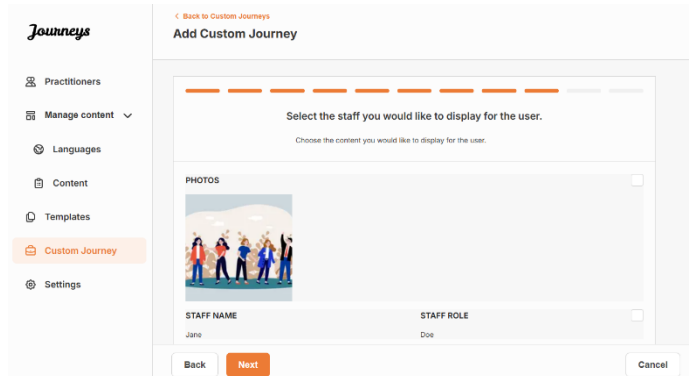 Journeys
< Back to Custom Journeys
Add Custom Journey
Practitioners
Manage content
Languages
Content
Templates
Custom Journey
Settings
Select the staff you would like to display for the user.
Choose the content you would like to display for the user.
PHOTOS
STAFF NAME STAFF ROLE
Jane Doe
Back Next Cancel